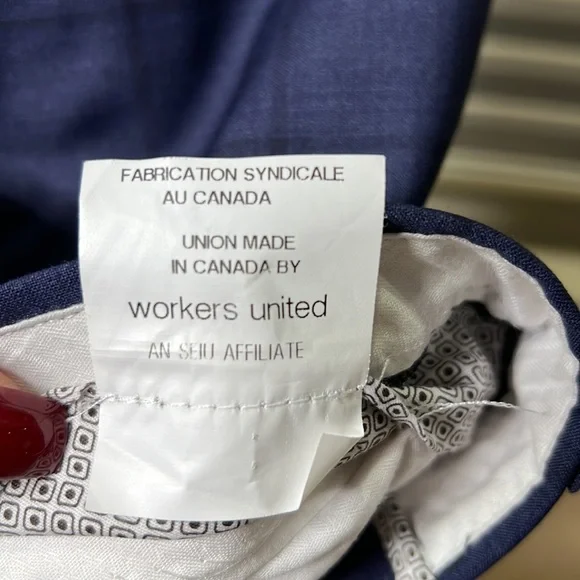 FABRICATION SYNDICALE
AU CANADA
UNION MADE
IN CANADA BY
workers united
AN SEIU AFFILIATE